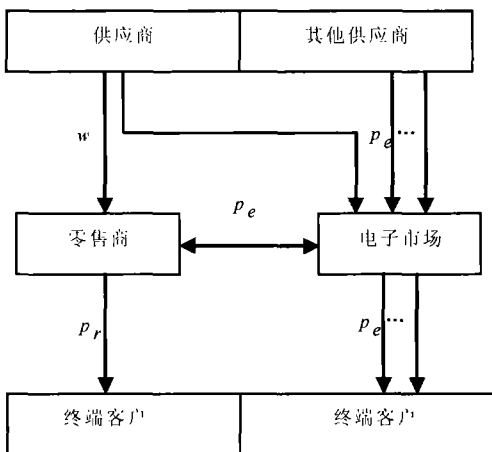 供应商 其他供应商
w p_e ...
p_e
零售商 电子市场
p_r p_e ...
终端客户 终端客户